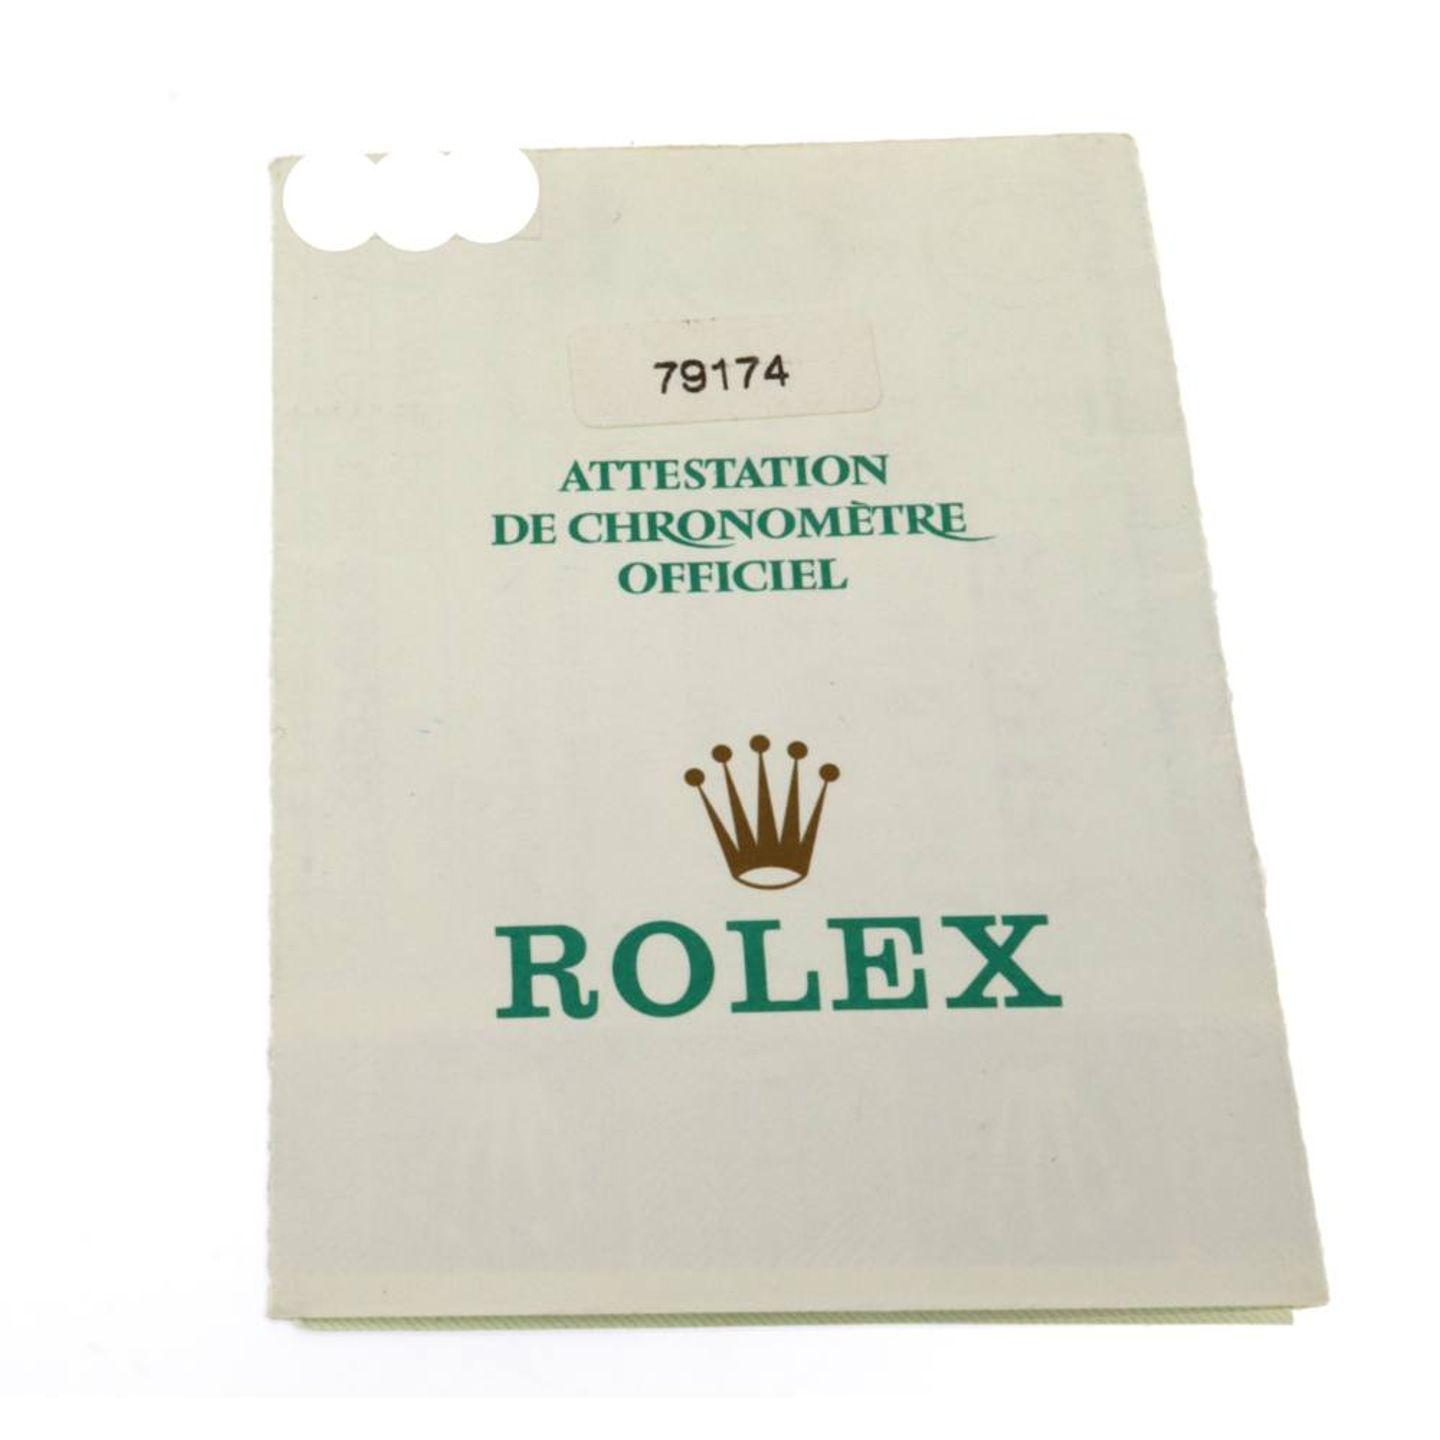 79174
ATTESTATION
DE CHRONOMÈTRE
OFFICIEL
ROLEX